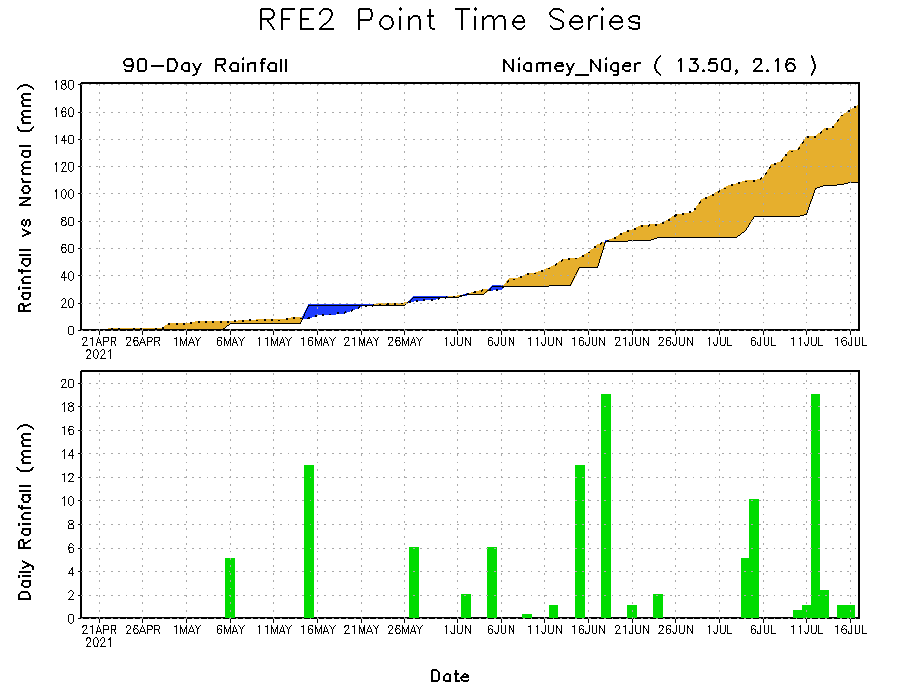 RFE2 Point Time Series
90-Day Rainfall
Niamey_Niger ( 13.50, 2.16 )
Rainfall vs Normal (mm)
180
160
140
120
100
80
60
40
20
0
21APR 26APR 1MAY 6MAY 11MAY 16MAY 21MAY 26MAY 1JUN 6JUN 11JUN 16JUN 21JUN 26JUN 1JUL 6JUL 11JUL 16JUL
2021
Daily Rainfall (mm)
20
18
16
14
12
10
8
6
4
2
0
21APR 26APR 1MAY 6MAY 11MAY 16MAY 21MAY 26MAY 1JUN 6JUN 11JUN 16JUN 21JUN 26JUN 1JUL 6JUL 11JUL 16JUL
2021
Date